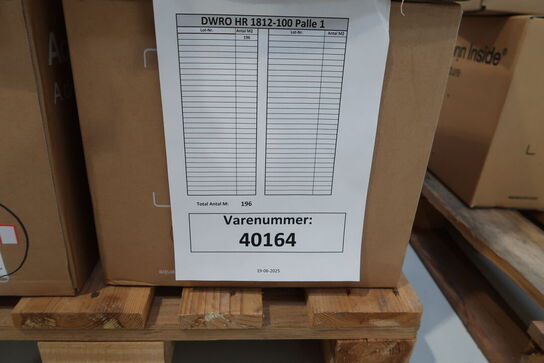 DWRO HR 1812-100 Palle 1
Lot-Nr. Antal M2 Lot-Nr. Antal M2
196
Total Antal M: 196
Varenummer:
40164
19-06-2025
Inside®